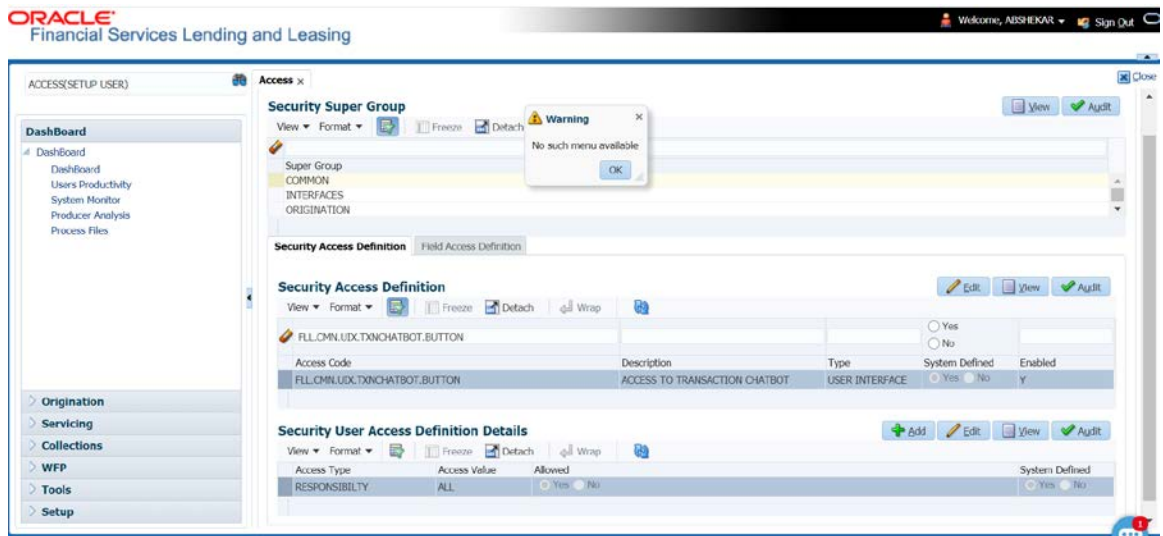 ORACLE
Financial Services Lending and Leasing
Welcome, ABSHEKAR Sign Out
ACCESS(SETUP USER)
Access × Close
Security Super Group View Audit
View Format Freeze Detach
Warning ×
No such menu available
OK
DashBoard
DashBoard
DashBoard
Users Productivity
System Monitor
Producer Analysis
Process Files
Super Group
COMMON
INTERFACES
ORIGINATION
Security Access Definition Field Access Definition
Security Access Definition Edit View Audit
View Format Freeze Detach Wrap
FLL.CMN.UIX.TXNCHATBOT.BUTTON Yes
No
Access Code Description Type System Defined Enabled
FLL.CMN.UIX.TXNCHATBOT.BUTTON ACCESS TO TRANSACTION CHATBOT USER INTERFACE Yes No Y
Origination
Servicing
Collections
WFP
Tools
Setup
Security User Access Definition Details Add Edit View Audit
View Format Freeze Detach Wrap
Access Type Access Value Allowed System Defined
RESPONSIBILTY ALL Yes No Yes No
1